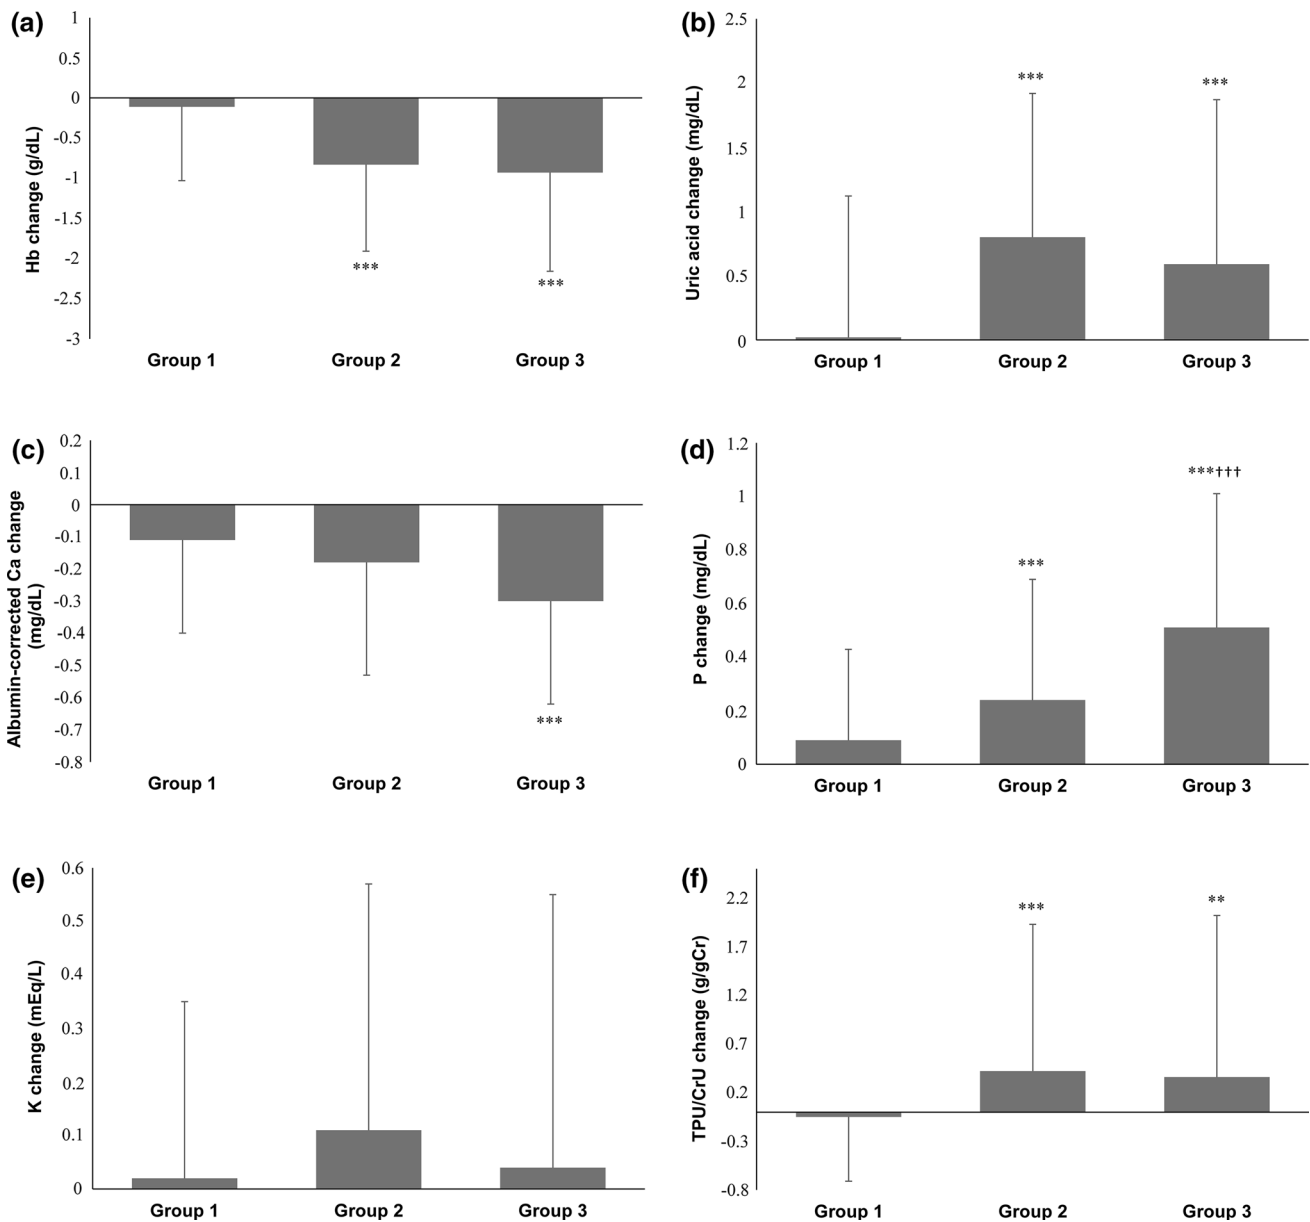 (a)
Hb change (g/dL)
1
0.5
0
-0.5
-1
-1.5
-2
-2.5
-3
***
***
Group 1 Group 2 Group 3
(b)
Uric acid change (mg/dL)
2.5
2
1.5
1
0.5
0
***
***
Group 1 Group 2 Group 3
(c)
Albumin-corrected Ca change
(mg/dL)
0.2
0.1
0
-0.1
-0.2
-0.3
-0.4
-0.5
-0.6
-0.7
-0.8
***
Group 1 Group 2 Group 3
(d)
P change (mg/dL)
1.2
1
0.8
0.6
0.4
0.2
0
***
***†††
Group 1 Group 2 Group 3
(e)
K change (mEq/L)
0.6
0.5
0.4
0.3
0.2
0.1
0
Group 1 Group 2 Group 3
(f)
TPU/CrU change (g/gCr)
2.2
1.7
1.2
0.7
0.2
-0.3
-0.8
***
**
Group 1 Group 2 Group 3